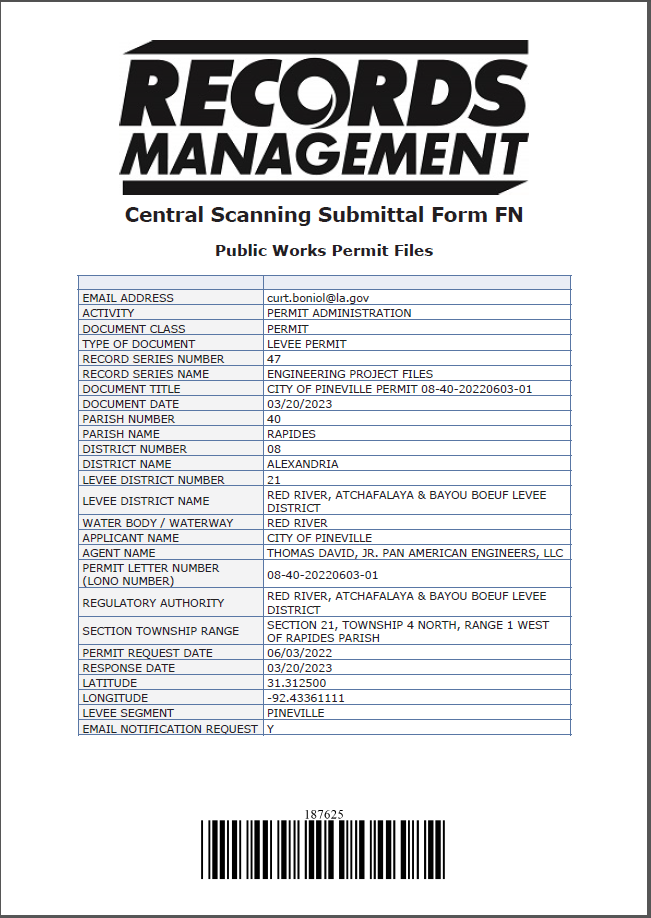 RECORDS
MANAGEMENT
Central Scanning Submittal Form FN
Public Works Permit Files
EMAIL ADDRESS curt.boniol@la.gov
ACTIVITY PERMIT ADMINISTRATION
DOCUMENT CLASS PERMIT
TYPE OF DOCUMENT LEVEE PERMIT
RECORD SERIES NUMBER 47
RECORD SERIES NAME ENGINEERING PROJECT FILES
DOCUMENT TITLE CITY OF PINEVILLE PERMIT 08-40-20220603-01
DOCUMENT DATE 03/20/2023
PARISH NUMBER 40
PARISH NAME RAPIDES
DISTRICT NUMBER 08
DISTRICT NAME ALEXANDRIA
LEVEE DISTRICT NUMBER 21
LEVEE DISTRICT NAME RED RIVER, ATCHAFALAYA & BAYOU BOEUF LEVEE
DISTRICT
WATER BODY / WATERWAY RED RIVER
APPLICANT NAME CITY OF PINEVILLE
AGENT NAME THOMAS DAVID, JR. PAN AMERICAN ENGINEERS, LLC
PERMIT LETTER NUMBER
(LONO NUMBER) 08-40-20220603-01
REGULATORY AUTHORITY RED RIVER, ATCHAFALAYA & BAYOU BOEUF LEVEE
DISTRICT
SECTION TOWNSHIP RANGE SECTION 21, TOWNSHIP 4 NORTH, RANGE 1 WEST
OF RAPIDES PARISH
PERMIT REQUEST DATE 06/03/2022
RESPONSE DATE 03/20/2023
LATITUDE 31.312500
LONGITUDE -92.43361111
LEVEE SEGMENT PINEVILLE
EMAIL NOTIFICATION REQUEST Y
187625